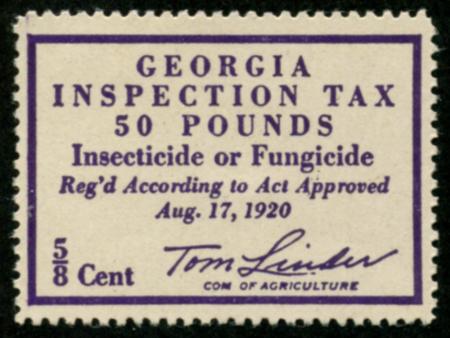 GEORGIA
INSPECTION TAX
50 POUNDS
Insecticide or Fungicide
Reg'd According to Act Approved
Aug. 17, 1920
5/8 Cent
Tom Linder
COM OF AGRICULTURE